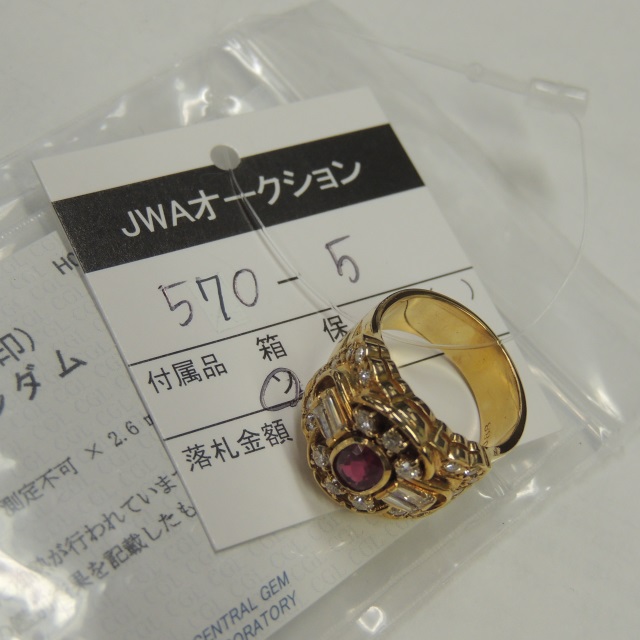 JWAオークション
570-5
付属品 箱 保
落札金額
HO
印)
ダム
測定不可 × 2.6
が行われていま
を記載したも
CENTRAL GEM
LABORATORY